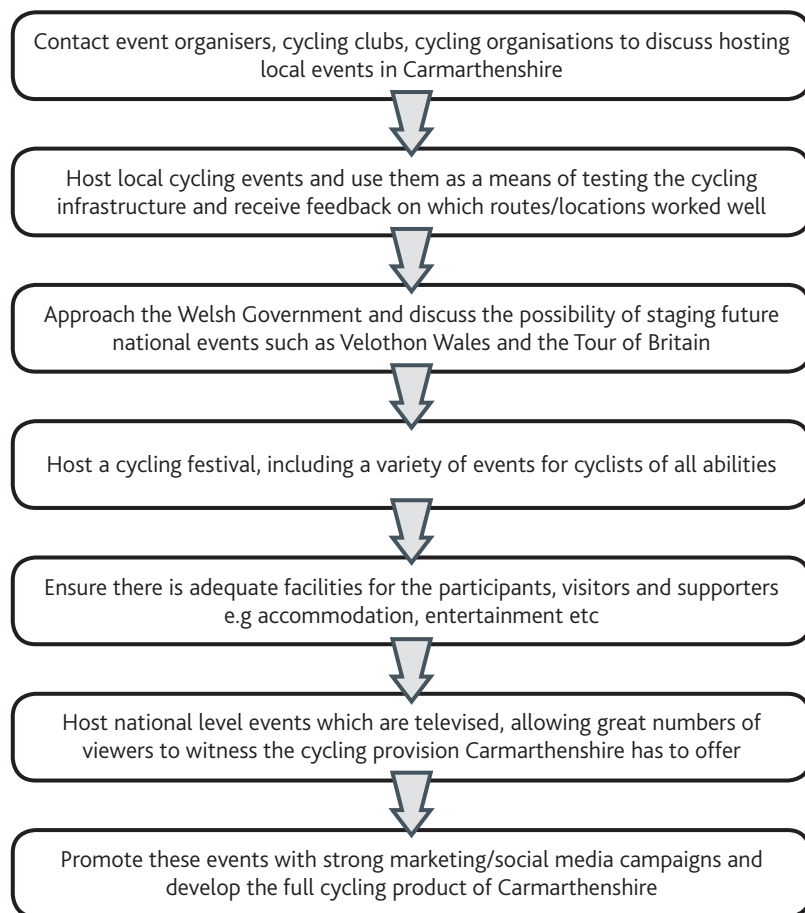 Contact event organisers, cycling clubs, cycling organisations to discuss hosting
local events in Carmarthenshire
Host local cycling events and use them as a means of testing the cycling
infrastructure and receive feedback on which routes/locations worked well
Approach the Welsh Government and discuss the possibility of staging future
national events such as Velothon Wales and the Tour of Britain
Host a cycling festival, including a variety of events for cyclists of all abilities
Ensure there is adequate facilities for the participants, visitors and supporters
e.g accommodation, entertainment etc
Host national level events which are televised, allowing great numbers of
viewers to witness the cycling provision Carmarthenshire has to offer
Promote these events with strong marketing/social media campaigns and
develop the full cycling product of Carmarthenshire